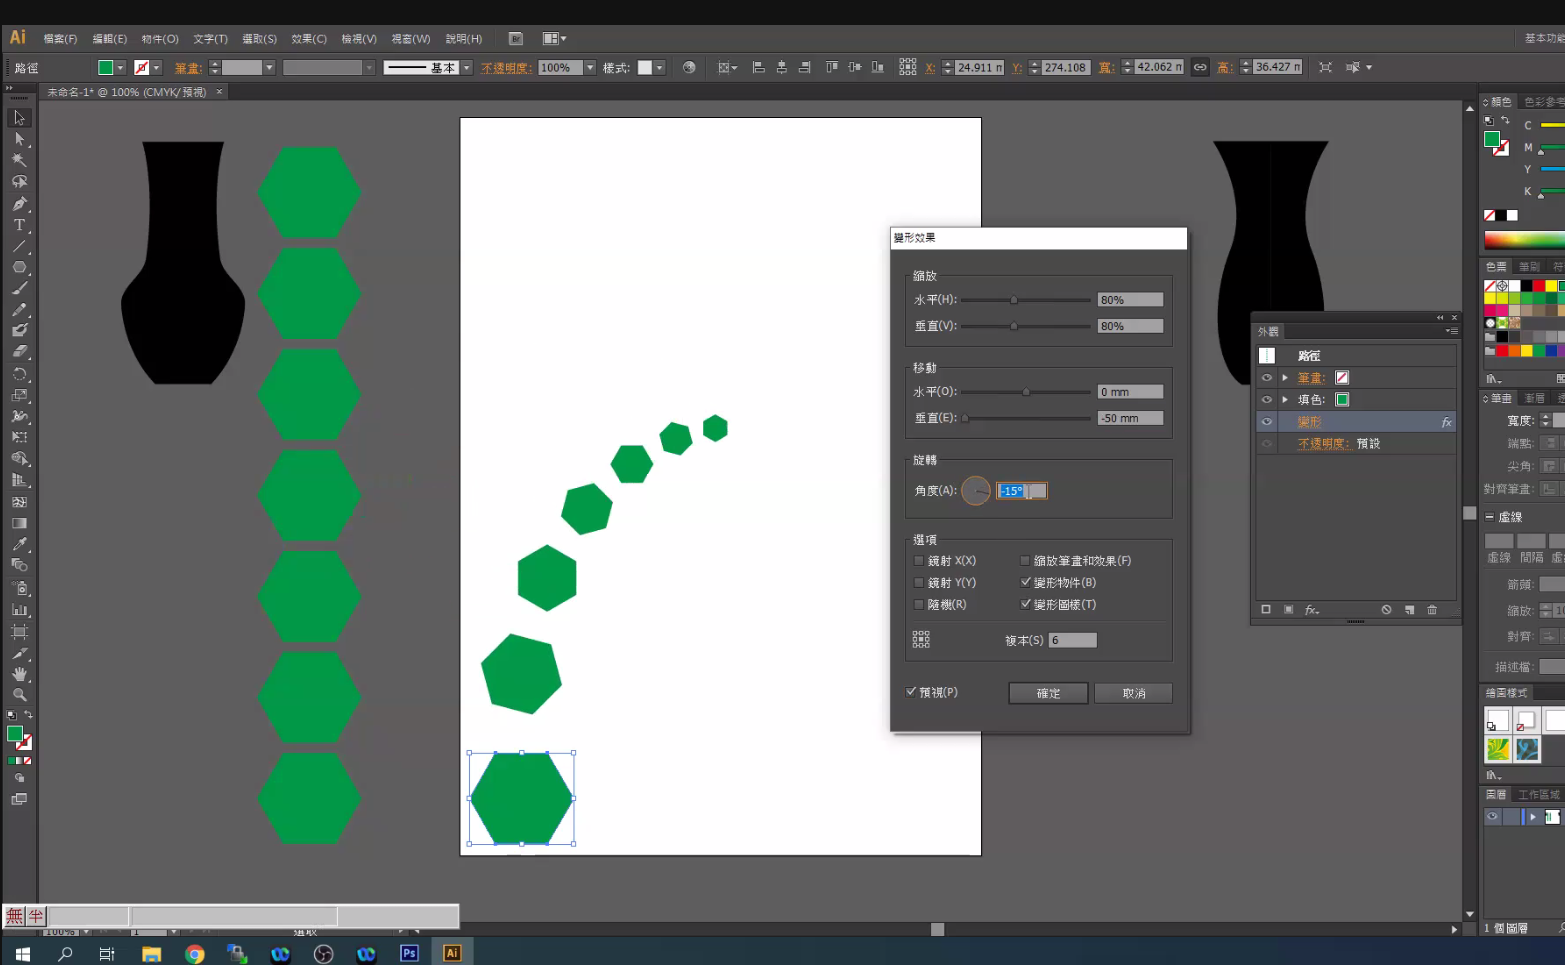 Ai 檔案(F) 編輯(E) 物件(O) 文字(T) 選取(S) 效果(C) 檢視(V) 視窗(W) 說明(H) Br 基本功能
路徑 筆畫: 基本 不透明度: 100% 樣式: X: 24.911 m Y: 274.108 寬: 42.062 m 高: 36.427 m
未命名-1* @ 100% (CMYK/預視) ×
顏色 色彩參考
C
M
Y
K
色票 筆刷 符
變形效果
縮放
水平(H): 80%
垂直(V): 80%
移動
水平(O): 0 mm
垂直(E): -50 mm
旋轉
角度(A): -15°
選項
鏡射 X(X) 縮放筆畫和效果(F)
鏡射 Y(Y) 變形物件(B)
隨機(R) 變形圖樣(T)
複本(S) 6
預視(P) 確定 取消
外觀
路徑
筆畫:
填色:
變形 fx
不透明度: 預設
fx
筆畫 漸層 透
寬度:
端點:
尖角:
對齊筆畫:
虛線
虛線 間隔 虛
箭頭:
縮放: 10
對齊:
描述檔:
繪圖樣式
圖層 工作區域
1 個圖層
無 半
100% 1 選取
Ps Ai